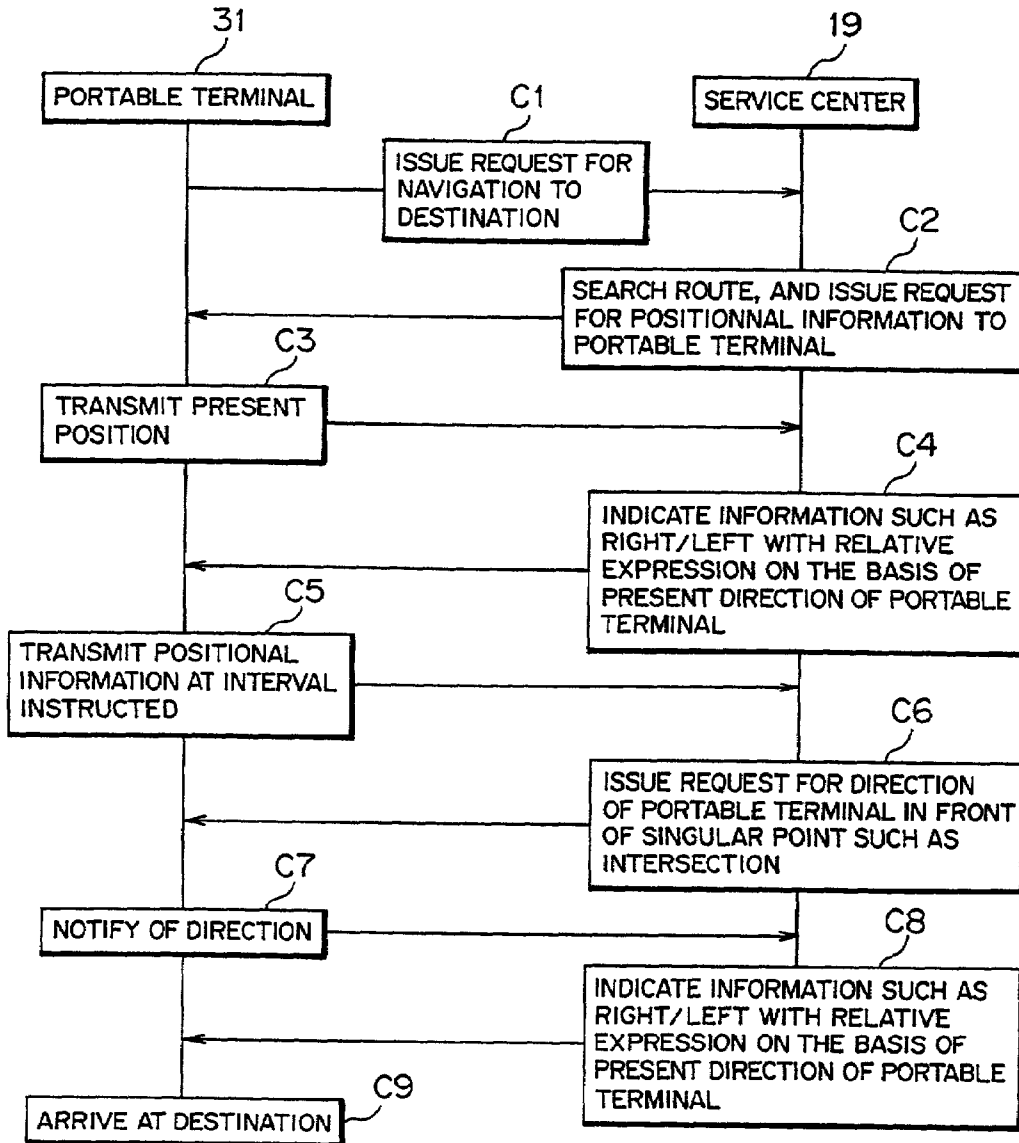 31
19
PORTABLE TERMINAL
SERVICE CENTER
C1
ISSUE REQUEST FOR
NAVIGATION TO
DESTINATION
C2
SEARCH ROUTE, AND ISSUE REQUEST
FOR POSITIONNAL INFORMATION TO
PORTABLE TERMINAL
C3
TRANSMIT PRESENT
POSITION
C4
INDICATE INFORMATION SUCH AS
RIGHT/LEFT WITH RELATIVE
EXPRESSION ON THE BASIS OF
PRESENT DIRECTION OF PORTABLE
TERMINAL
C5
TRANSMIT POSITIONAL
INFORMATION AT INTERVAL
INSTRUCTED
C6
ISSUE REQUEST FOR DIRECTION
OF PORTABLE TERMINAL IN FRONT
OF SINGULAR POINT SUCH AS
INTERSECTION
C7
NOTIFY OF DIRECTION
C8
INDICATE INFORMATION SUCH AS
RIGHT/LEFT WITH RELATIVE
EXPRESSION ON THE BASIS OF
PRESENT DIRECTION OF PORTABLE
TERMINAL
C9
ARRIVE AT DESTINATION